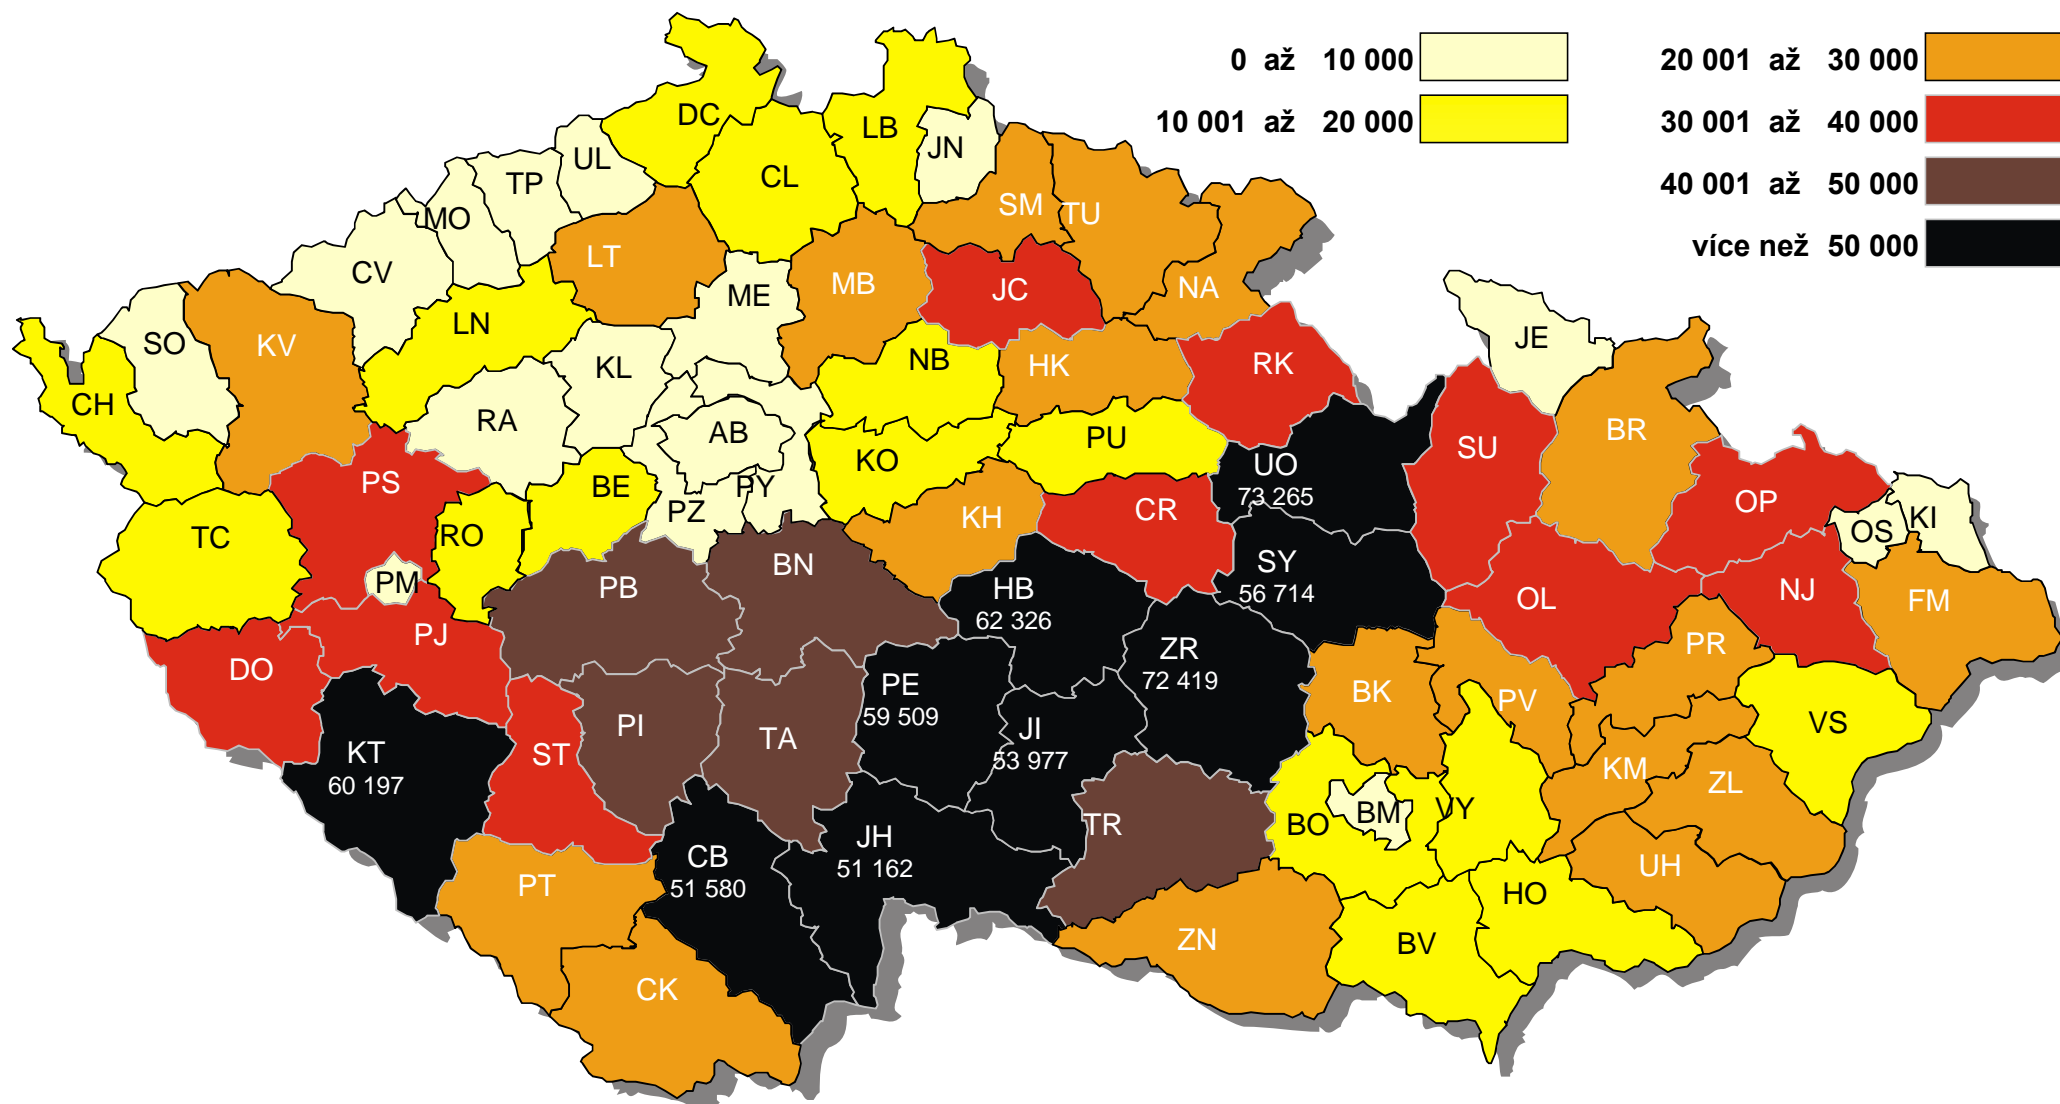 0 až 10 000
20 001 až 30 000
10 001 až 20 000
30 001 až 40 000
40 001 až 50 000
více než 50 000
DC
LB
JN
UL
TP
CL
MO
SM
TU
CV
LT
ME
MB
JC
NA
SO
KV
LN
KL
NB
HK
RK
JE
CH
RA
AB
KO
PU
SU
BR
PS
BE
PY
PZ
UO
73 265
OP
TC
RO
KH
CR
OS
KI
PM
PB
BN
HB
62 326
SY
56 714
OL
NJ
FM
DO
PJ
ZR
72 419
PR
KT
60 197
ST
PI
TA
PE
59 509
JI
53 977
BK
PV
VS
KM
ZL
TR
BO
BM
VY
CB
51 580
JH
51 162
PT
UH
HO
CK
ZN
BV